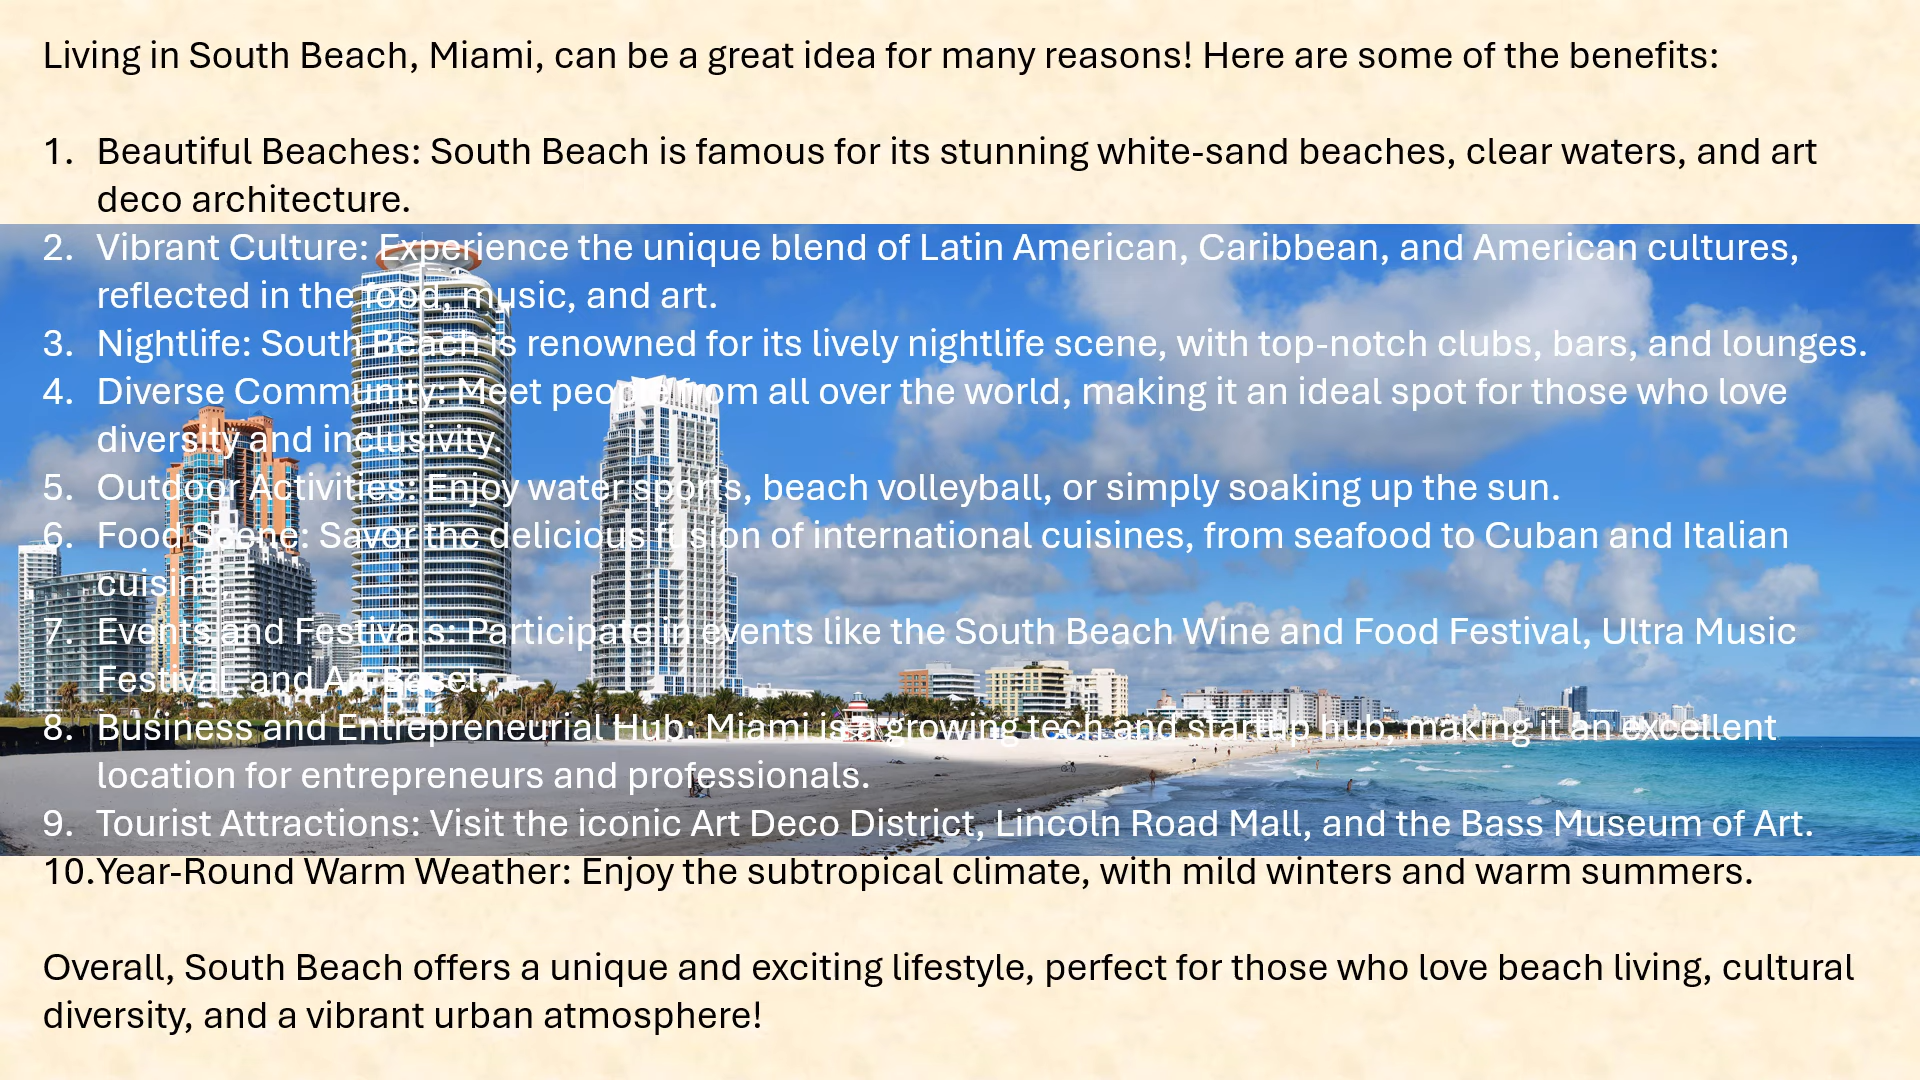 Living in South Beach, Miami, can be a great idea for many reasons! Here are some of the benefits:
1. Beautiful Beaches: South Beach is famous for its stunning white-sand beaches, clear waters, and art
deco architecture.
2. Vibrant Culture: Experience the unique blend of Latin American, Caribbean, and American cultures,
reflected in the food, music, and art.
3. Nightlife: South Beach is renowned for its lively nightlife scene, with top-notch clubs, bars, and lounges.
4. Diverse Community: Meet people from all over the world, making it an ideal spot for those who love
diversity and inclusivity.
5. Outdoor Activities: Enjoy water sports, beach volleyball, or simply soaking up the sun.
6. Food Scene: Savor the delicious fusion of international cuisines, from seafood to Cuban and Italian
cuisine.
7. Events and Festivals: Participate in events like the South Beach Wine and Food Festival, Ultra Music
Festival, and Art Basel.
8. Business and Entrepreneurial Hub: Miami is a growing tech and startup hub, making it an excellent
location for entrepreneurs and professionals.
9. Tourist Attractions: Visit the iconic Art Deco District, Lincoln Road Mall, and the Bass Museum of Art.
10.Year-Round Warm Weather: Enjoy the subtropical climate, with mild winters and warm summers.
Overall, South Beach offers a unique and exciting lifestyle, perfect for those who love beach living, cultural
diversity, and a vibrant urban atmosphere!